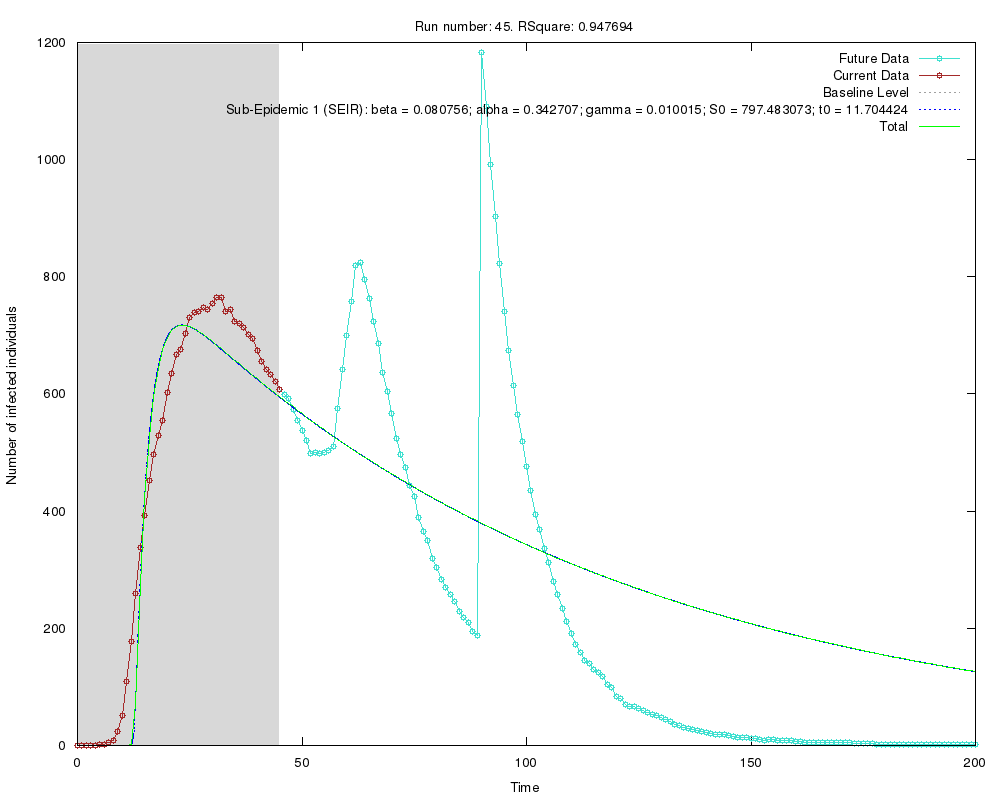 Run number: 45. RSquare: 0.947694
Future Data
Current Data
Baseline Level
Sub-Epidemic 1 (SEIR): beta = 0.080756; alpha = 0.342707; gamma = 0.010015; S0 = 797.483073; t0 = 11.704424
Total
1200
1000
800
600
400
200
0
Number of infected individuals
0 50 100 150 200
Time